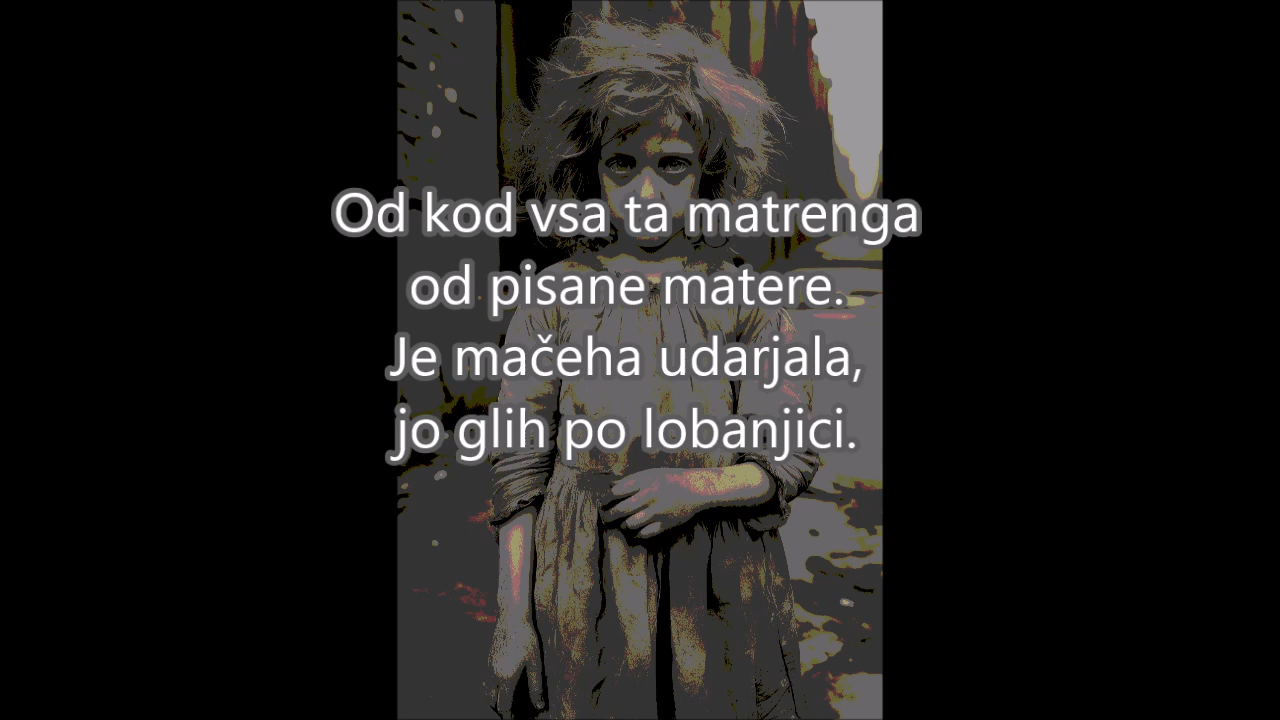 Od kod vsa ta matrenga
od pisane matere.
Je mačeha udarjala,
jo glih po lobanjici.